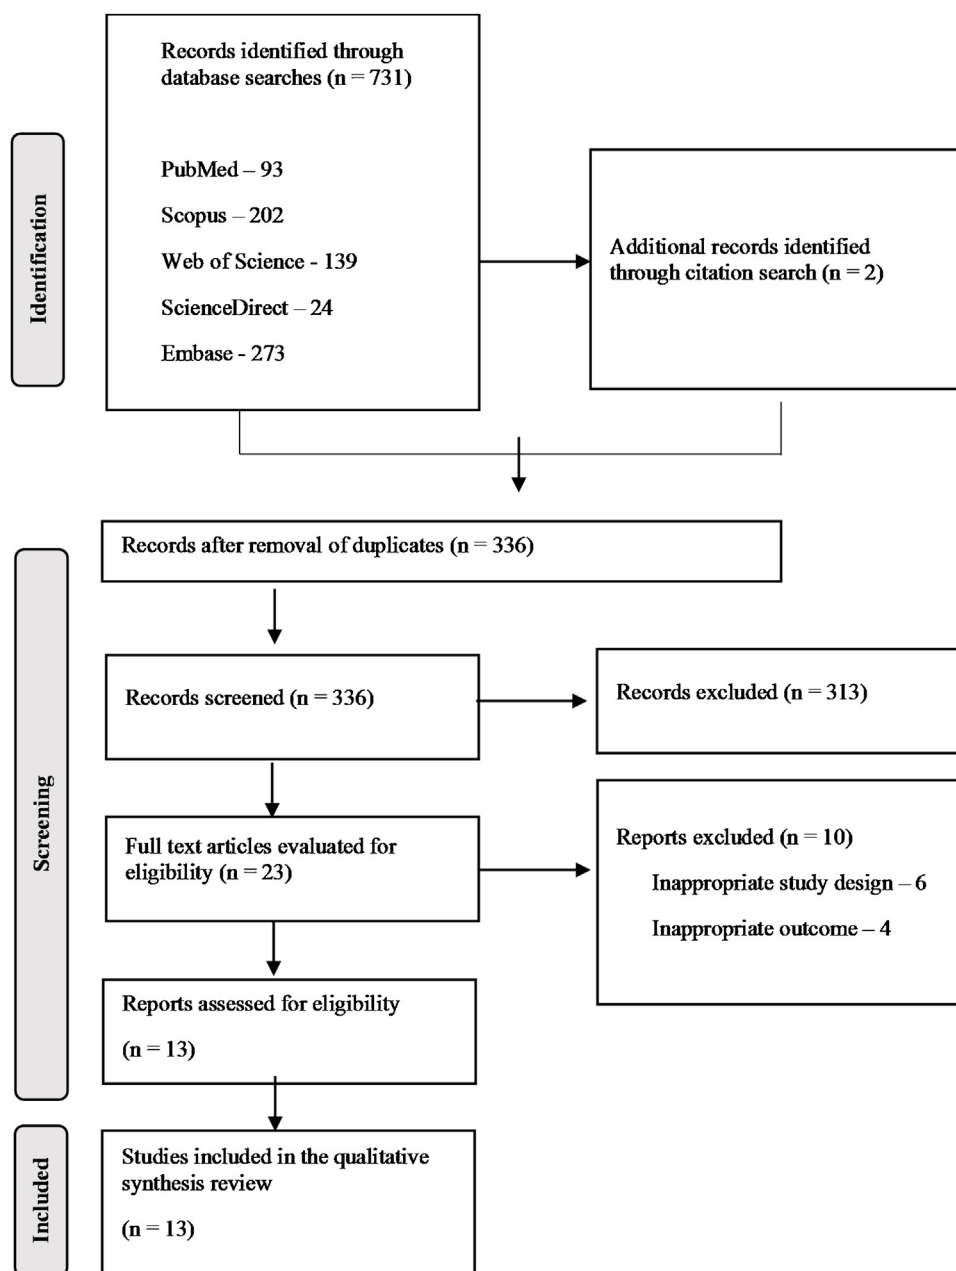 Records identified through
database searches (n = 731)
PubMed – 93
Scopus – 202
Web of Science - 139
ScienceDirect – 24
Embase - 273
Identification
Additional records identified
through citation search (n = 2)
Records after removal of duplicates (n = 336)
Screening
Records screened (n = 336)
Records excluded (n = 313)
Full text articles evaluated for
eligibility (n = 23)
Reports excluded (n = 10)
Inappropriate study design – 6
Inappropriate outcome – 4
Reports assessed for eligibility
(n = 13)
Included
Studies included in the qualitative
synthesis review
(n = 13)